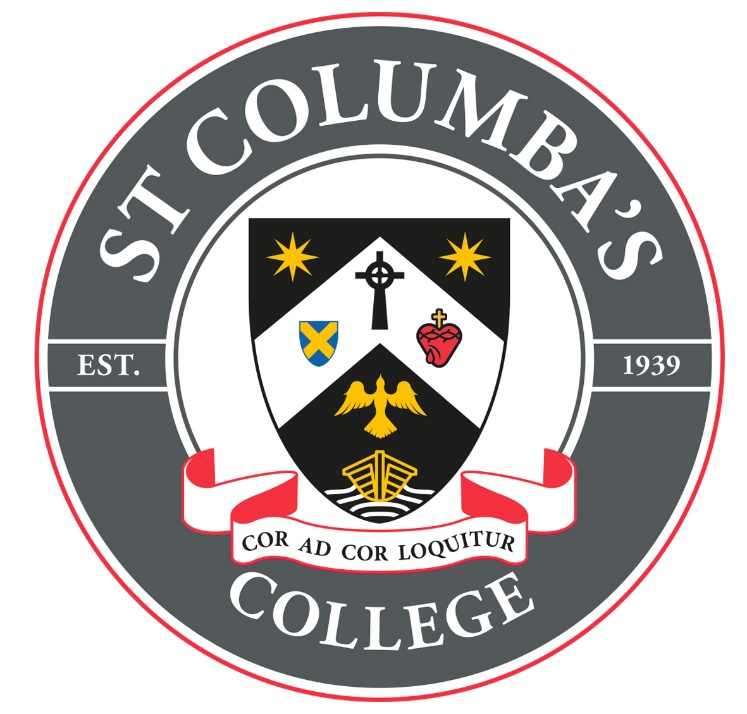 ST COLUMBA'S
EST.
1939
COR AD COR LOQUITUR
COLLEGE